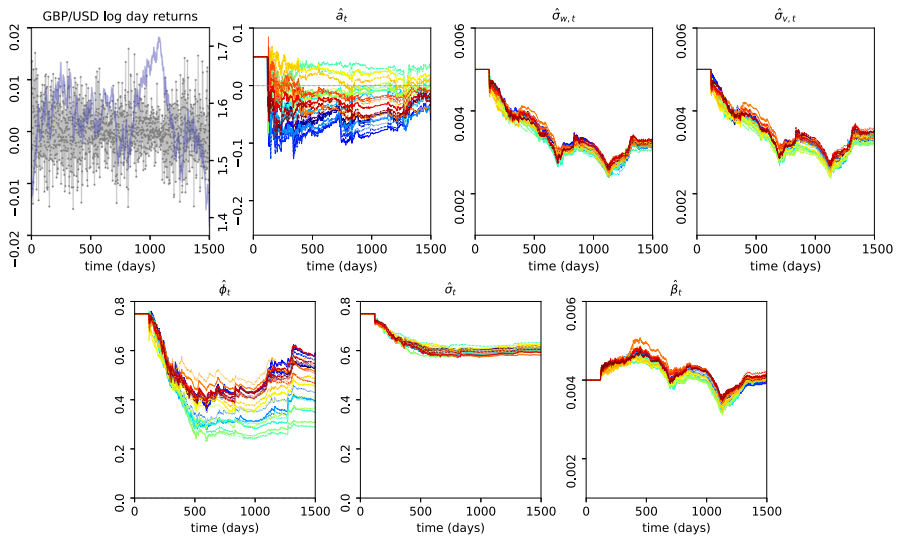 GBP/USD log day returns
0.02
0.01
0.00
−0.01
−0.02
1.7
1.6
1.5
1.4
0 500 1000 1500
time (days)
â_t
0.1
0.0
−0.1
−0.2
0 500 1000 1500
time (days)
σ̂_{w, t}
0.006
0.004
0.002
0 500 1000 1500
time (days)
σ̂_{v, t}
0.006
0.004
0.002
0 500 1000 1500
time (days)
ϕ̂_t
0.8
0.6
0.4
0.2
0.0
0 500 1000 1500
time (days)
σ̂_t
0.8
0.6
0.4
0.2
0.0
0 500 1000 1500
time (days)
β̂_t
0.006
0.004
0.002
0 500 1000 1500
time (days)